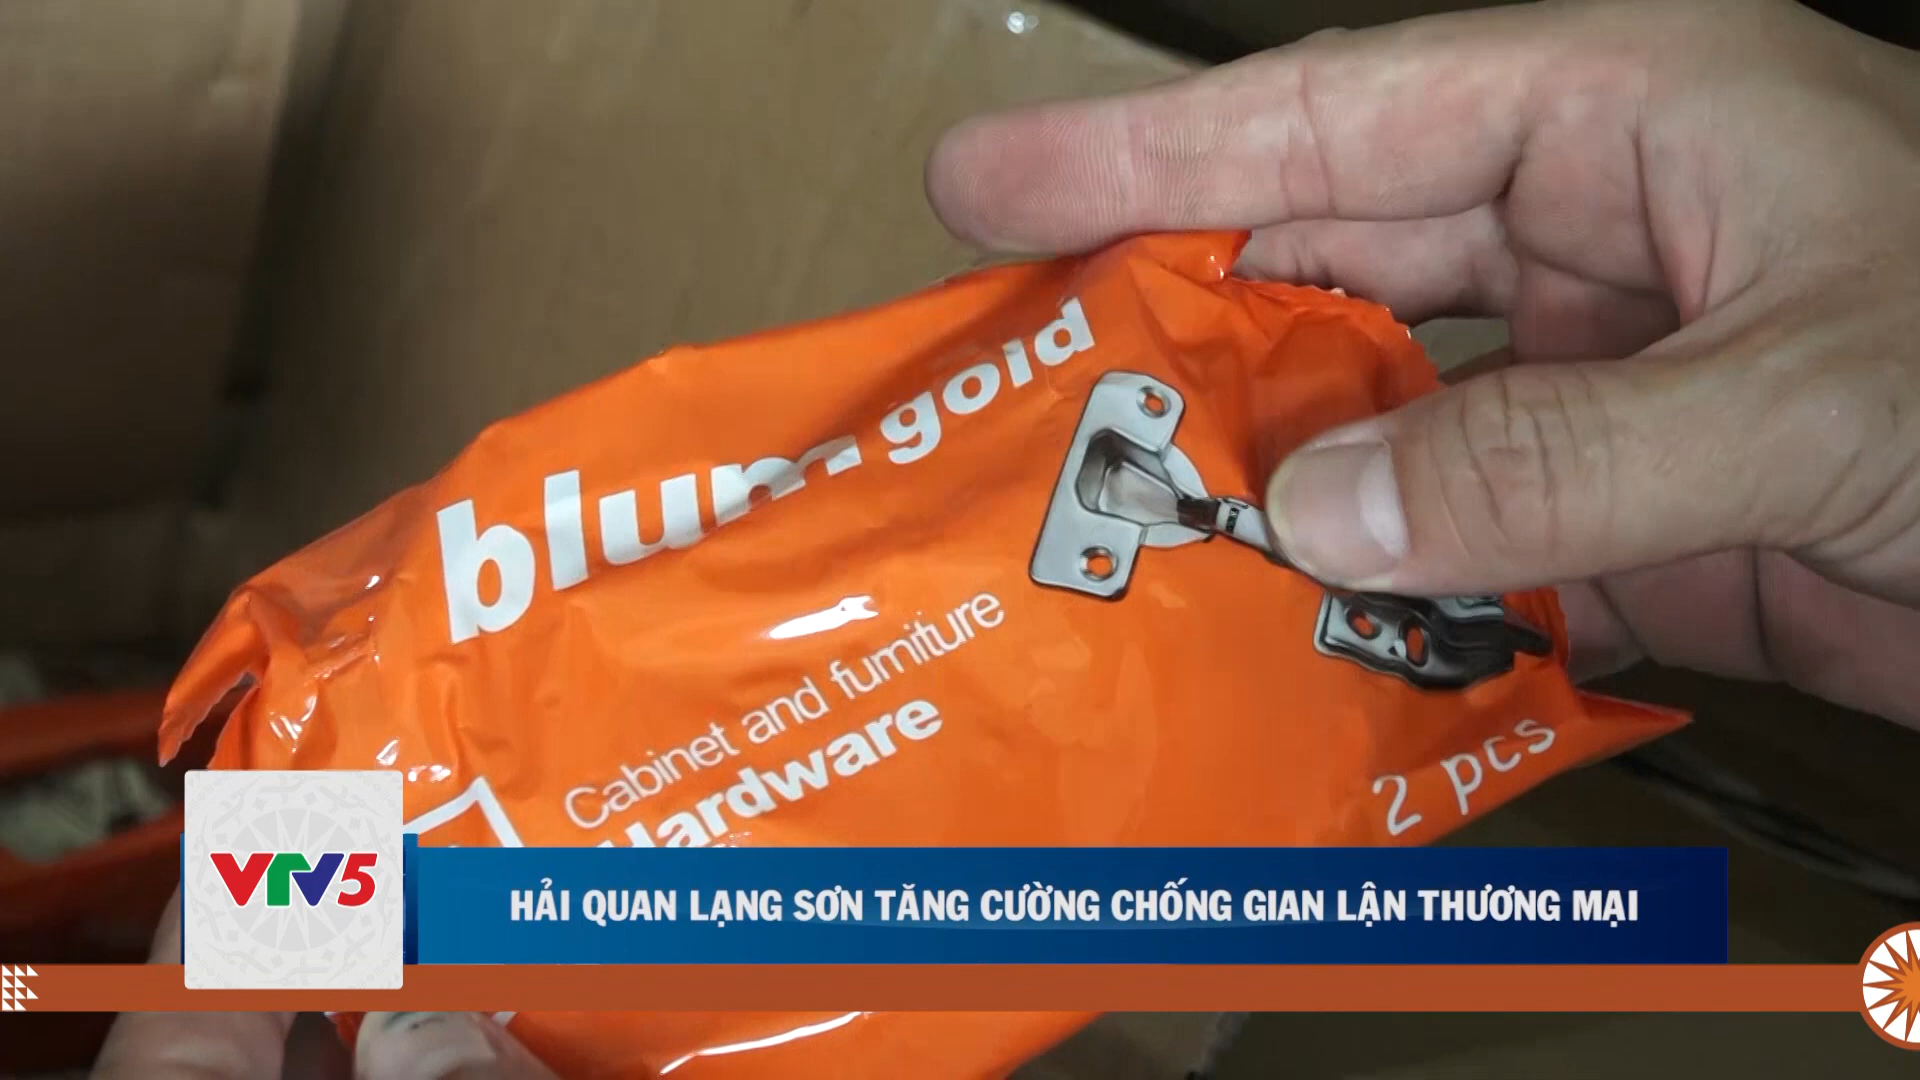 blum gold
Cabinet and furniture
Hardware
2 pcs
VTV5
HẢI QUAN LẠNG SƠN TĂNG CƯỜNG CHỐNG GIAN LẬN THƯƠNG MẠI